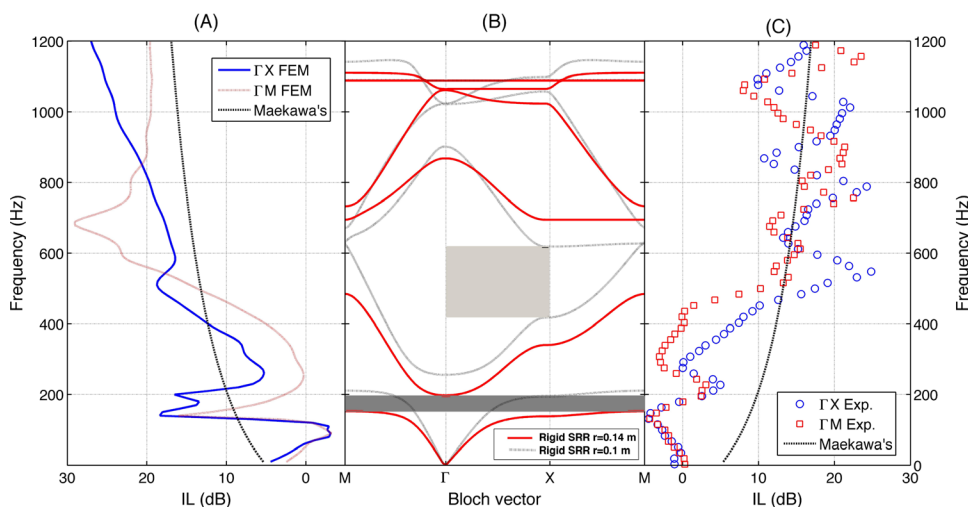 (A)
(B)
(C)
1200
1000
800
600
400
200
Frequency (Hz)
30
20
10
0
IL (dB)
ΓX FEM
ΓM FEM
Maekawa's
M
Γ
X
M
Bloch vector
Rigid SRR r=0.14 m
Rigid SRR r=0.1 m
0
10
20
30
IL (dB)
ΓX Exp.
ΓM Exp.
Maekawa's
1200
1000
800
600
400
200
0
Frequency (Hz)